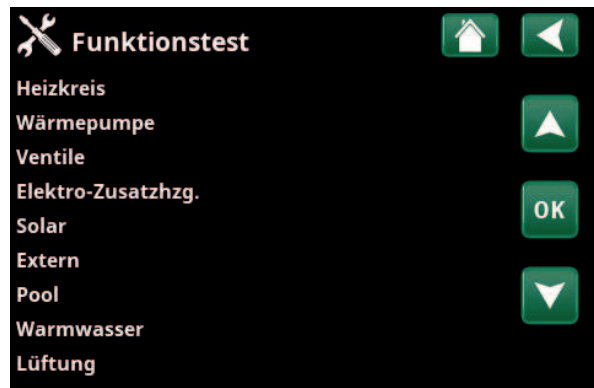 Funktionstest
Heizkreis
Wärmepumpe
Ventile
Elektro-Zusatzhzg.
OK
Solar
Extern
Pool
Warmwasser
Lüftung